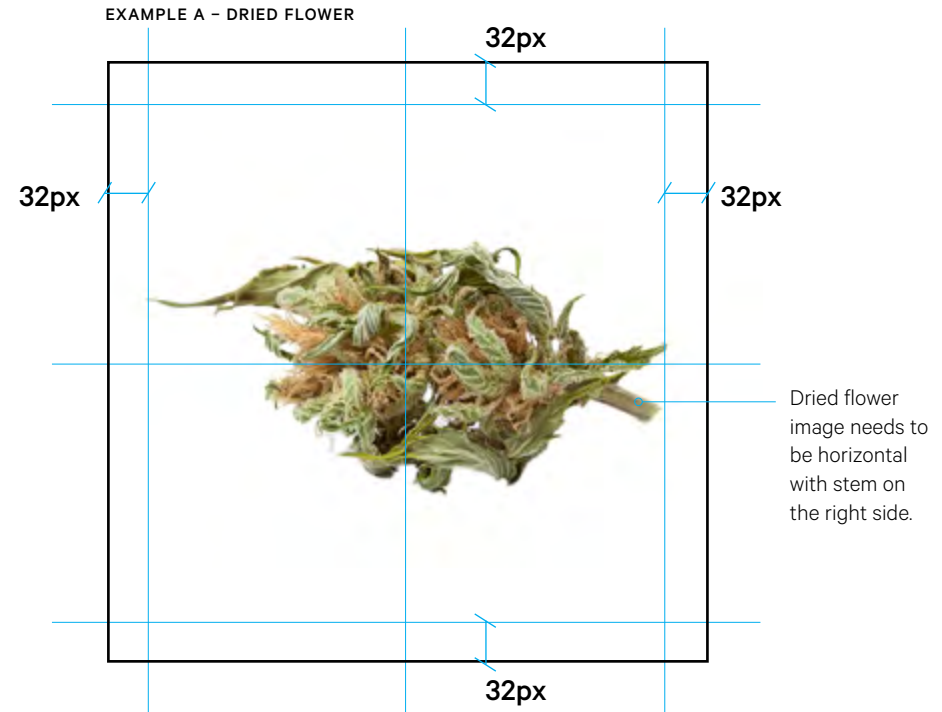 EXAMPLE A – DRIED FLOWER
32px
32px
32px
Dried flower
image needs to
be horizontal
with stem on
the right side.
32px